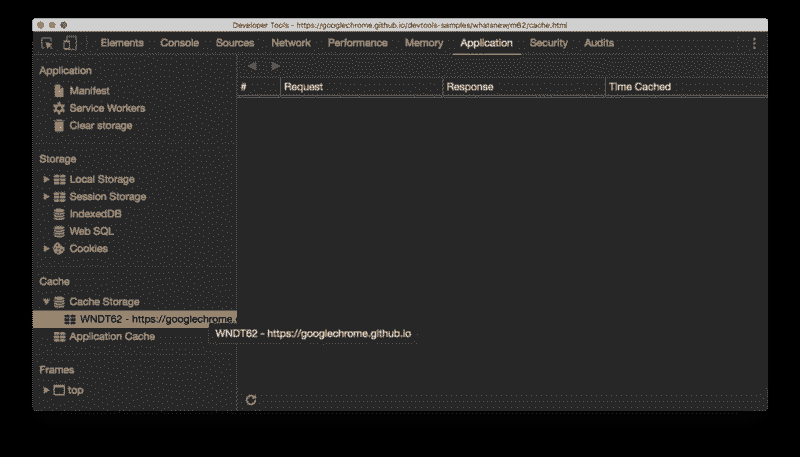 Developer Tools - https://googlechrome.github.io/devtools-samples/whatsnew/m62/cache.html
Elements Console Sources Network Performance Memory Application Security Audits
Application
Manifest
Service Workers
Clear storage
Storage
Local Storage
Session Storage
IndexedDB
Web SQL
Cookies
Cache
Cache Storage
WNDT62 - https://googlechrome.
Application Cache
Frames
top
# Request Response Time Cached
WNDT62 - https://googlechrome.github.io